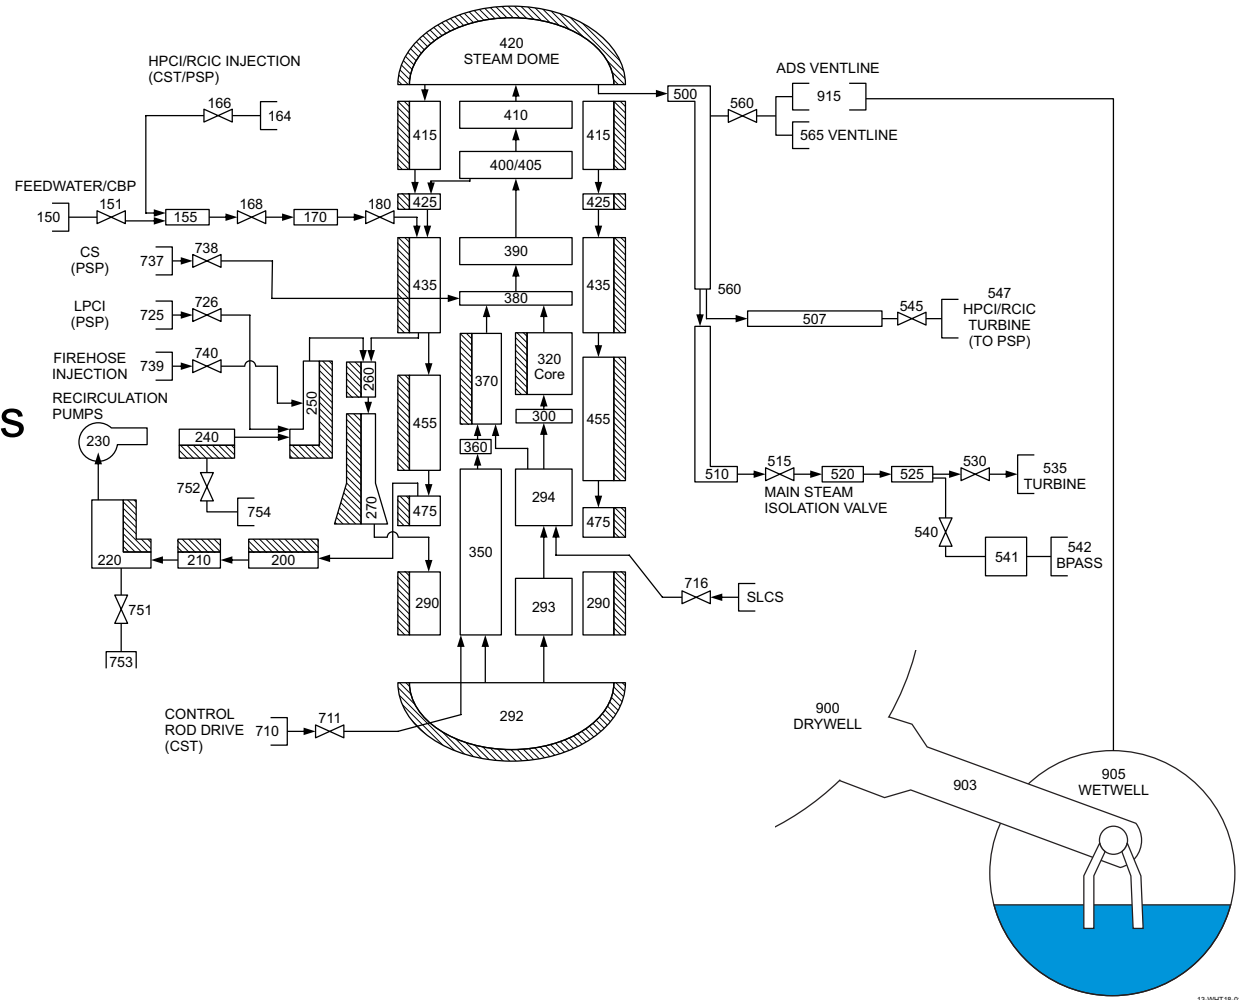 420
STEAM DOME
HPCI/RCIC INJECTION
(CST/PSP)
166
164
500
560
ADS VENTLINE
915
565 VENTLINE
415
410
415
400/405
FEEDWATER/CBP
150
151
155
168
170
180
425
425
CS
(PSP)
737
738
435
390
435
380
560
LPCI
(PSP)
725
726
507
545
547
HPCI/RCIC
TURBINE
(TO PSP)
FIREHOSE
INJECTION
739
740
250
260
370
320
Core
S
RECIRCULATION
PUMPS
230
240
455
300
455
360
752
754
270
475
294
475
510
515
MAIN STEAM
ISOLATION VALVE
520
525
530
535
TURBINE
540
541
542
BPASS
220
210
200
350
290
293
290
716
SLCS
751
753
CONTROL
ROD DRIVE
(CST)
710
711
292
900
DRYWELL
903
905
WETWELL